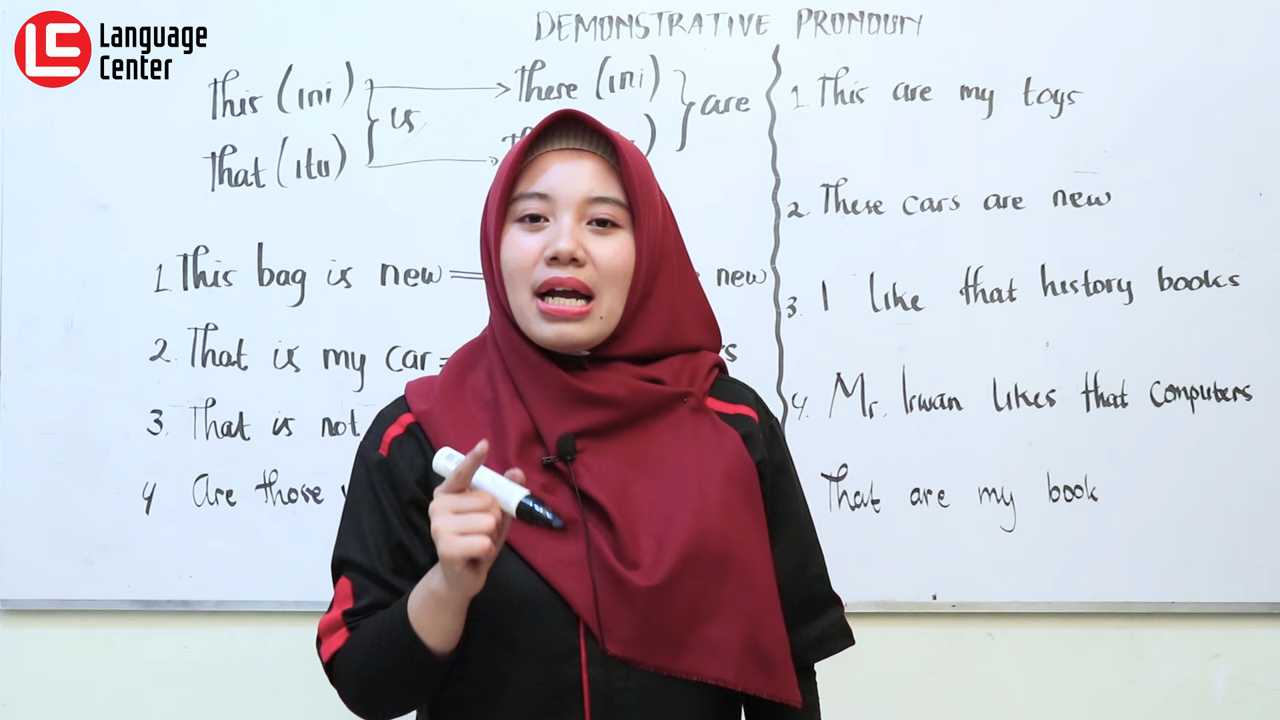 LC Language
Center
DEMONSTRATIVE PRONOUN
This (ini)
is
That (itu)
there (ini)
are
1 This bag is new = new
2. That is my car =
3. That is not
4 Are those
1. This are my toys
2. These cars are new
3. I like that history books
4. Mr. Irwan likes that computers
That are my book